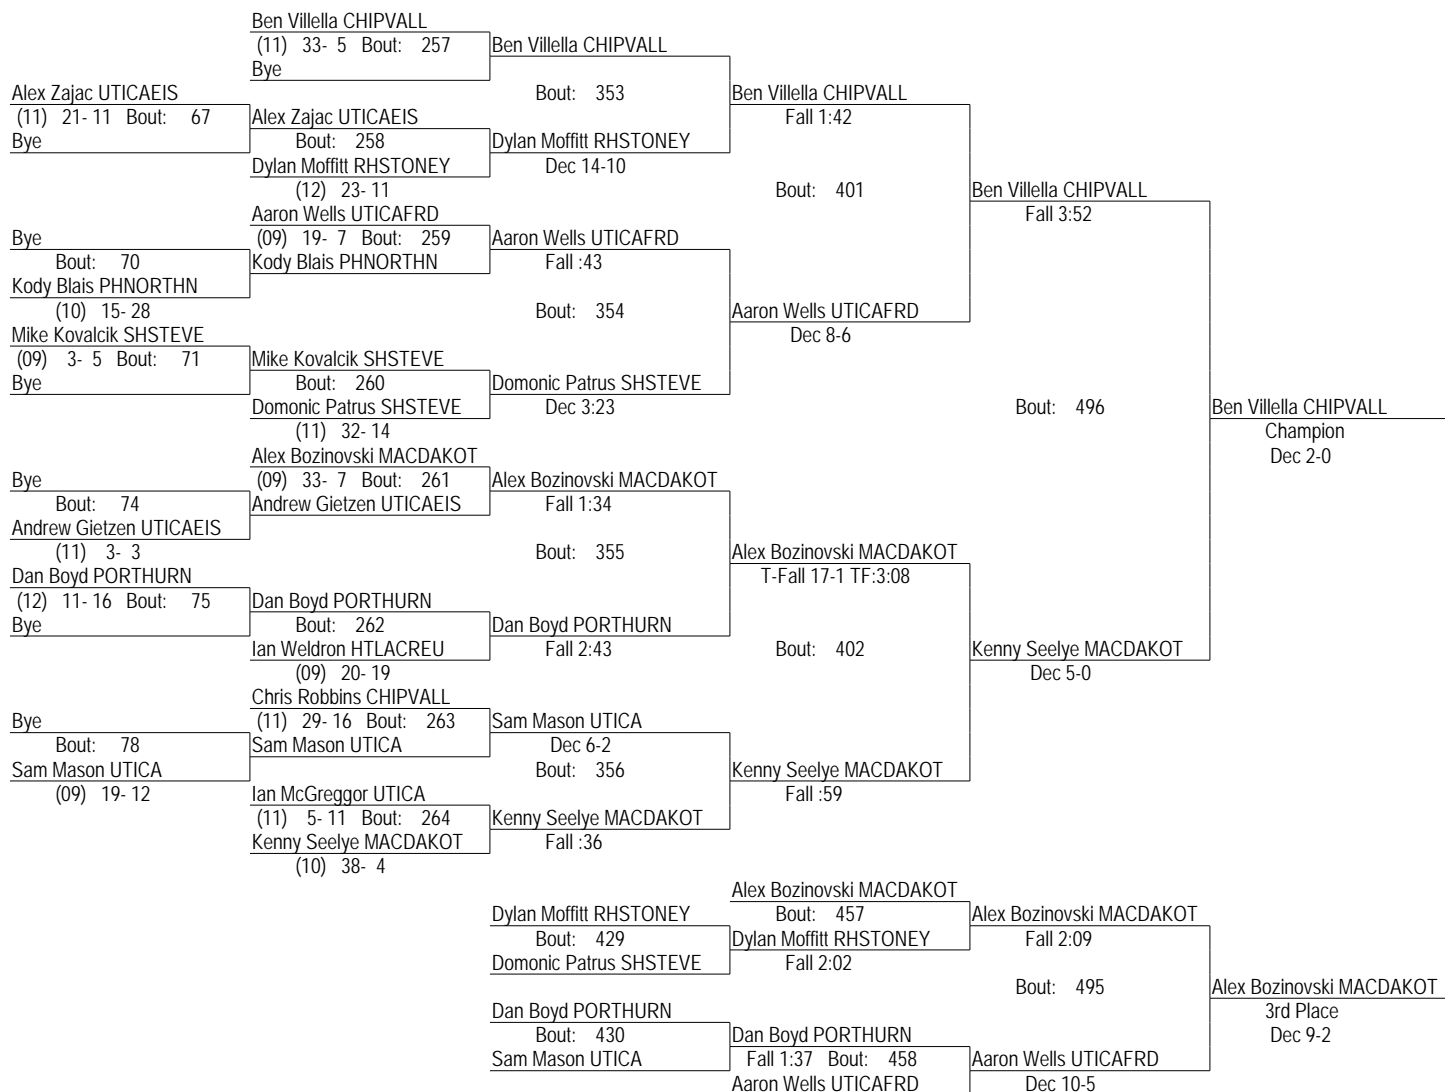 Ben Villella CHIPVALL
(11) 33- 5 Bout: 257
Ben Villella CHIPVALL
Bye
Alex Zajac UTICAEIS
Bout: 353
Ben Villella CHIPVALL
(11) 21- 11 Bout: 67
Alex Zajac UTICAEIS
Fall 1:42
Bye
Bout: 258
Dylan Moffitt RHSTONEY
Dylan Moffitt RHSTONEY
Dec 14-10
(12) 23- 11
Bout: 401
Ben Villella CHIPVALL
Aaron Wells UTICAFRD
Fall 3:52
Bye
(09) 19- 7 Bout: 259
Aaron Wells UTICAFRD
Bout: 70
Kody Blais PHNORTHN
Fall :43
Kody Blais PHNORTHN
(10) 15- 28
Bout: 354
Aaron Wells UTICAFRD
Mike Kovalcik SHSTEVE
Dec 8-6
(09) 3- 5 Bout: 71
Mike Kovalcik SHSTEVE
Bye
Bout: 260
Domonic Patrus SHSTEVE
Domonic Patrus SHSTEVE
Dec 3:23
Bout: 496
Ben Villella CHIPVALL
(11) 32- 14
Champion
Alex Bozinovski MACDAKOT
Dec 2-0
Bye
(09) 33- 7 Bout: 261
Alex Bozinovski MACDAKOT
Bout: 74
Andrew Gietzen UTICAEIS
Fall 1:34
Andrew Gietzen UTICAEIS
(11) 3- 3
Bout: 355
Alex Bozinovski MACDAKOT
Dan Boyd PORTHURN
T-Fall 17-1 TF:3:08
(12) 11- 16 Bout: 75
Dan Boyd PORTHURN
Bye
Bout: 262
Dan Boyd PORTHURN
Ian Weldron HTLACREU
Fall 2:43
Bout: 402
Kenny Seelye MACDAKOT
(09) 20- 19
Dec 5-0
Chris Robbins CHIPVALL
Bye
(11) 29- 16 Bout: 263
Sam Mason UTICA
Bout: 78
Sam Mason UTICA
Dec 6-2
Sam Mason UTICA
Bout: 356
Kenny Seelye MACDAKOT
(09) 19- 12
Ian McGreggor UTICA
Fall :59
(11) 5- 11 Bout: 264
Kenny Seelye MACDAKOT
Kenny Seelye MACDAKOT
Fall :36
(10) 38- 4
Alex Bozinovski MACDAKOT
Dylan Moffitt RHSTONEY
Bout: 457
Alex Bozinovski MACDAKOT
Bout: 429
Dylan Moffitt RHSTONEY
Fall 2:09
Domonic Patrus SHSTEVE
Fall 2:02
Bout: 495
Alex Bozinovski MACDAKOT
Dan Boyd PORTHURN
3rd Place
Bout: 430
Dan Boyd PORTHURN
Dec 9-2
Sam Mason UTICA
Fall 1:37 Bout: 458
Aaron Wells UTICAFRD
Aaron Wells UTICAFRD
Dec 10-5